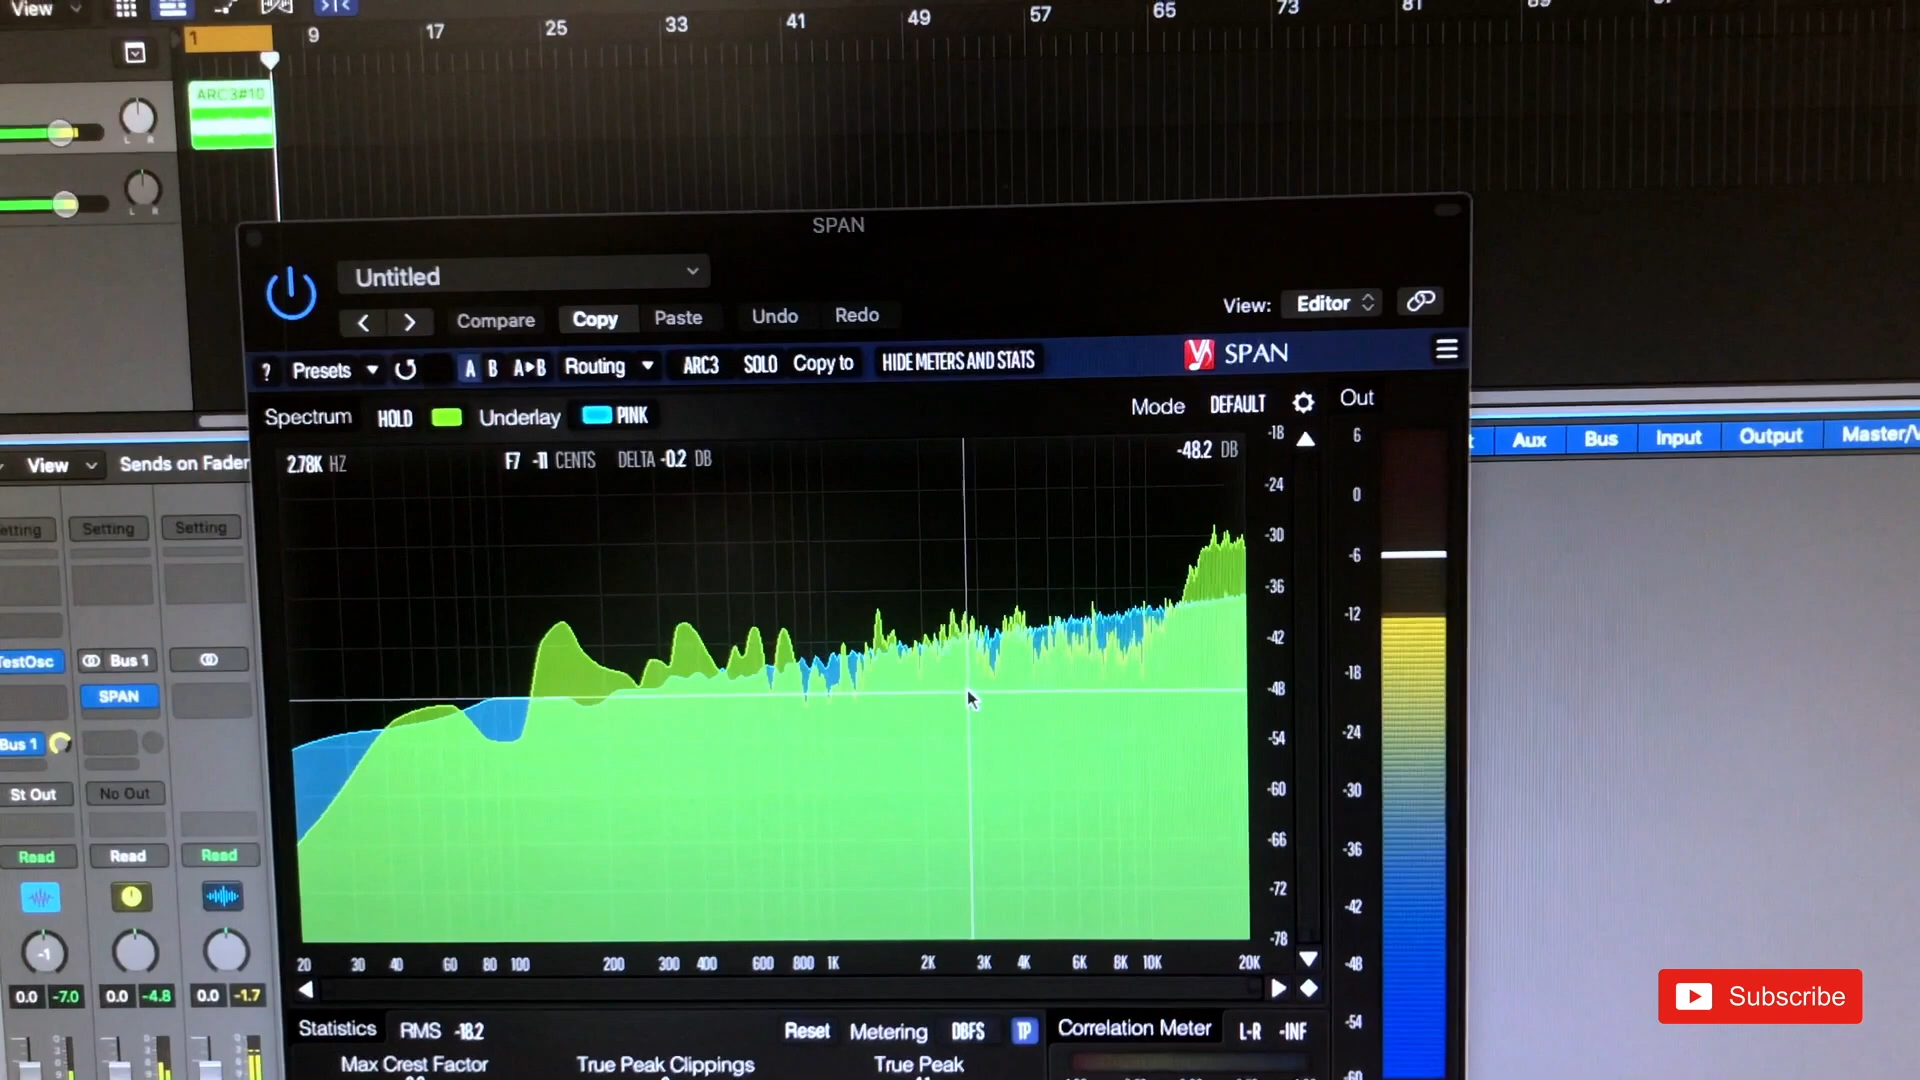 View
1 9 17 25 33 41 49 57 65 73 81
ARC3#10
L R
L R
SPAN
Untitled
Compare Copy Paste Undo Redo
View: Editor
? Presets A B A▸B Routing ARC3 SOLO Copy to HIDE METERS AND STATS SPAN
Spectrum HOLD Underlay PINK Mode DEFAULT Out
2.78K HZ F7 -11 CENTS DELTA -0.2 DB -48.2 DB
-18
-24
-30
-36
-42
-48
-54
-60
-66
-72
-78
6
0
-6
-12
-18
-24
-30
-36
-42
-48
-54
-60
20 30 40 60 80 100 200 300 400 600 800 1K 2K 3K 4K 6K 8K 10K 20K
Statistics RMS -18.2 Reset Metering DBFS TP Correlation Meter L-R -INF
Max Crest Factor True Peak Clippings True Peak
View Sends on Fader
Aux Bus Input Output Master/V
Setting Setting
TestOsc Bus 1
SPAN
Bus 1
St Out No Out
Read Read Read
-1
0.0 -7.0 0.0 -4.8 0.0 -1.7
Subscribe